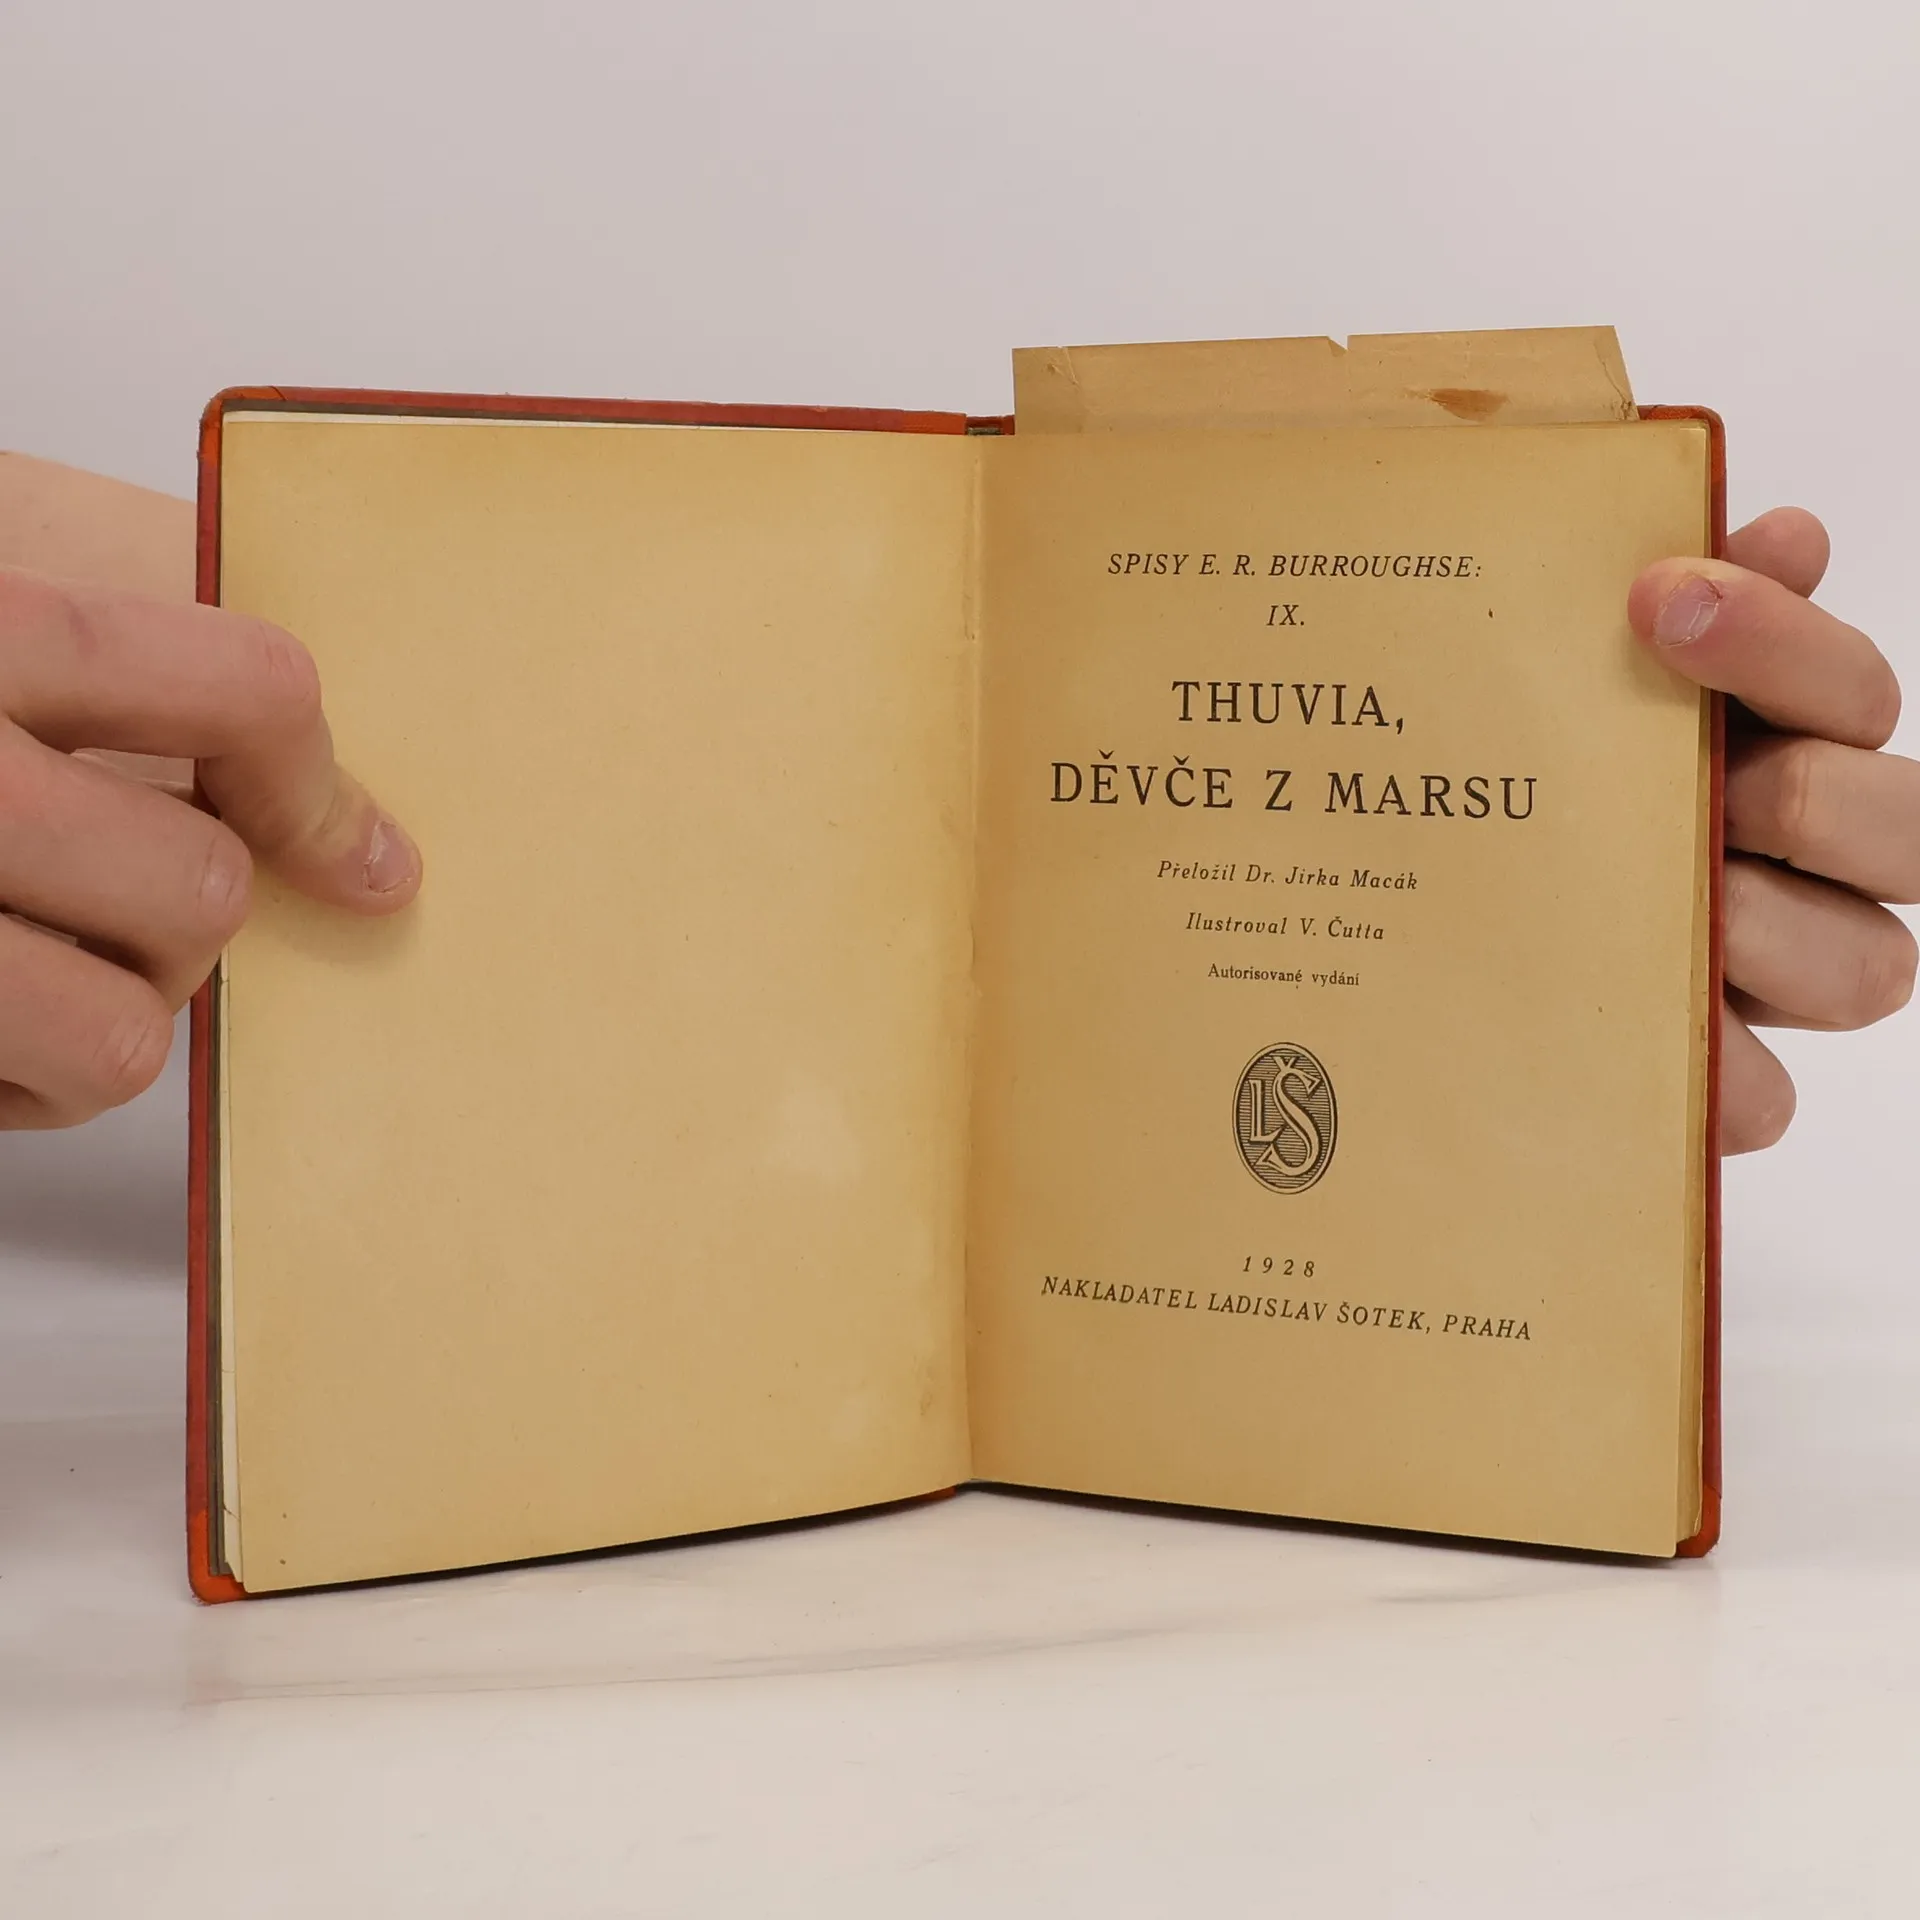 SPISY E. R. BURROUGHSE:
IX.
THUVIA,
DĚVČE Z MARSU
Přeložil Dr. Jirka Macák
Ilustroval V. Čutta
Autorisované vydání
LŠ
1928
NAKLADATEL LADISLAV ŠOTEK, PRAHA